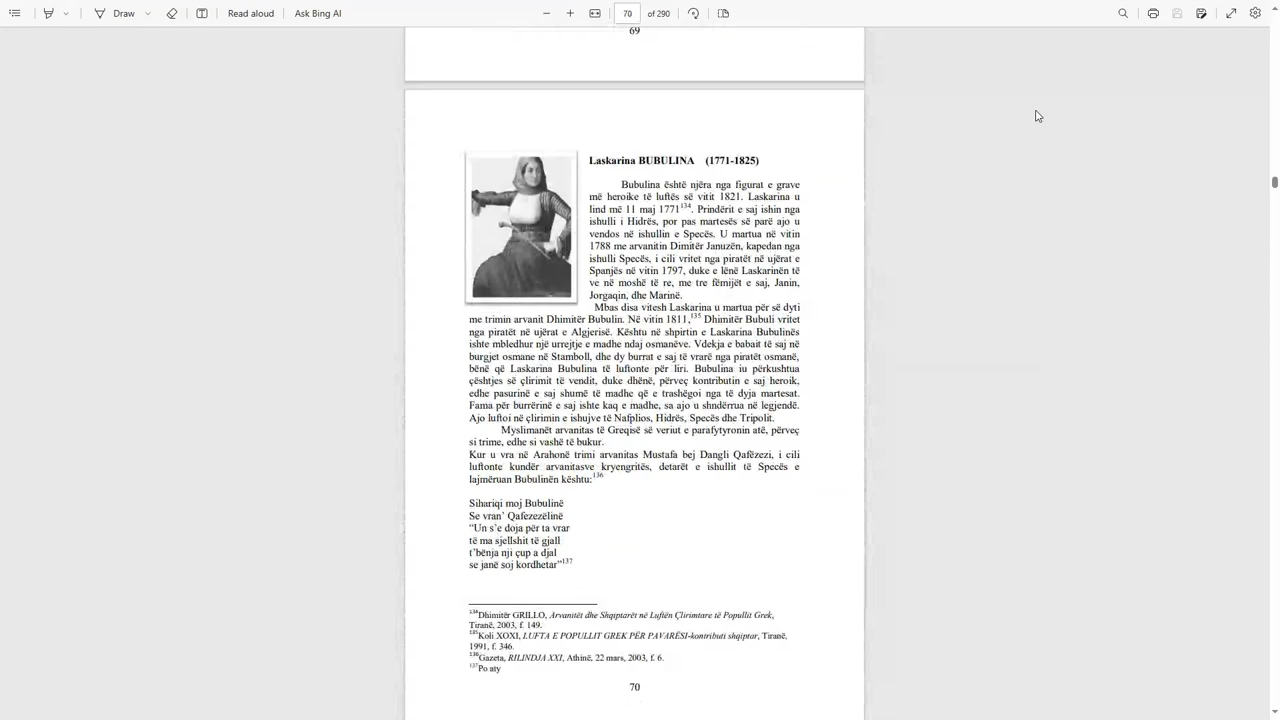 Draw
Read aloud
Ask Bing AI
70
of 290
69
Laskarina BUBULINA (1771-1825)
Bubulina është njëra nga figurat e grave
më heroike të luftës së vitit 1821. Laskarina u
lind më 11 maj 1771134. Prindërit e saj ishin nga
ishulli i Hidrës, por pas martesës së parë ajo u
vendos në ishullin e Specës. U martua në vitin
1788 me arvanitin Dimitër Januzën, kapedan nga
ishulli Specës, i cili vritet nga piratët në ujërat e
Spanjës në vitin 1797, duke e lënë Laskarinën të
ve në moshë të re, me tre fëmijët e saj, Janin,
Jorgaqin, dhe Marinë.
Mbas disa vitesh Laskarina u martua për së dyti
me trimin arvanit Dhimitër Bubulin. Në vitin 1811,135 Dhimitër Bubuli vritet
nga piratët në ujërat e Algjerisë. Kështu në shpirtin e Laskarina Bubulinës
ishte mbledhur një urrejtje e madhe ndaj osmanëve. Vdekja e babait të saj në
burgjet osmane në Stamboll, dhe dy burrat e saj të vrarë nga piratët osmanë,
bënë që Laskarina Bubulina të luftonte për liri. Bubulina iu përkushtua
çështjes së çlirimit të vendit, duke dhënë, përveç kontributin e saj heroik,
edhe pasurinë e saj shumë të madhe që e trashëgoi nga të dyja martesat.
Fama për burrërinë e saj ishte kaq e madhe, sa ajo u shndërrua në legjendë.
Ajo luftoi në çlirimin e ishujve të Nafplios, Hidrës, Specës dhe Tripolit.
Myslimanët arvanitas të Greqisë së veriut e parafytyronin atë, përveç
si trime, edhe si vashë të bukur.
Kur u vra në Arahonë trimi arvanitas Mustafa bej Dangli Qafëzezi, i cili
luftonte kundër arvanitasve kryengritës, detarët e ishullit të Specës e
lajmëruan Bubulinën kështu:136
Sihariqi moj Bubulinë
Se vran’ Qafezezëlinë
“Un s’e doja për ta vrar
të ma sjellshit të gjall
t’bënja nji çup a djal
se janë soj kordhetar”137
134Dhimitër GRILLO, Arvanitët dhe Shqiptarët në Luftën Çlirimtare të Popullit Grek,
Tiranë, 2003, f. 149.
135Koli XOXI, LUFTA E POPULLIT GREK PËR PAVARËSI-kontributi shqiptar, Tiranë,
1991, f. 346.
136Gazeta, RILINDJA XXI, Athinë, 22 mars, 2003, f. 6.
137Po aty
70